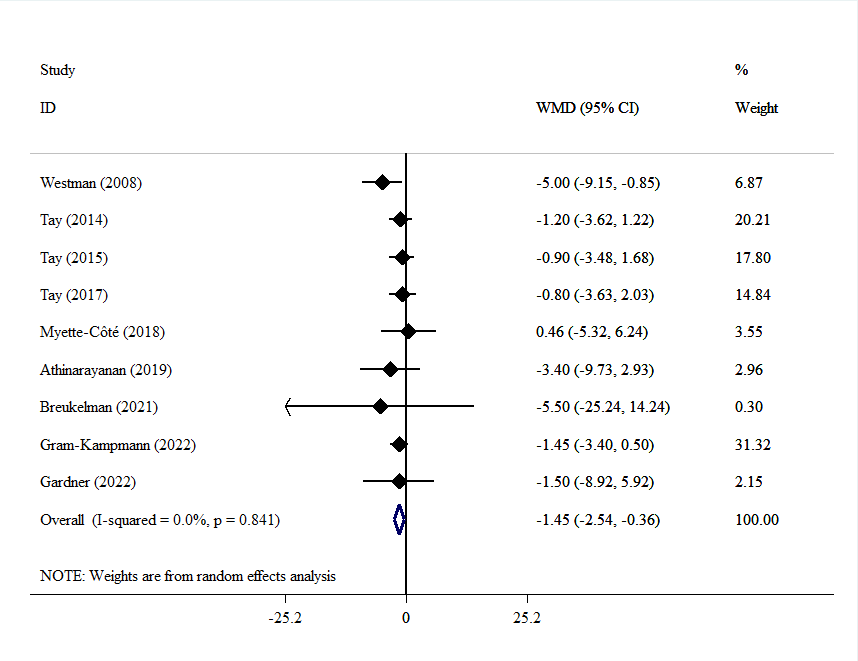 Study %
ID WMD (95% CI) Weight
Westman (2008) -5.00 (-9.15, -0.85) 6.87
Tay (2014) -1.20 (-3.62, 1.22) 20.21
Tay (2015) -0.90 (-3.48, 1.68) 17.80
Tay (2017) -0.80 (-3.63, 2.03) 14.84
Myette-Côté (2018) 0.46 (-5.32, 6.24) 3.55
Athinarayanan (2019) -3.40 (-9.73, 2.93) 2.96
Breukelman (2021) -5.50 (-25.24, 14.24) 0.30
Gram-Kampmann (2022) -1.45 (-3.40, 0.50) 31.32
Gardner (2022) -1.50 (-8.92, 5.92) 2.15
Overall (I-squared = 0.0%, p = 0.841) -1.45 (-2.54, -0.36) 100.00
NOTE: Weights are from random effects analysis
-25.2 0 25.2